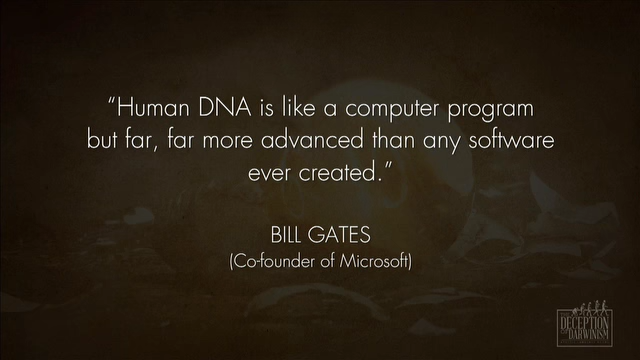 “Human DNA is like a computer program
but far, far more advanced than any software
ever created.”
BILL GATES
(Co-founder of Microsoft)
DECEPTION
OF DARWINISM